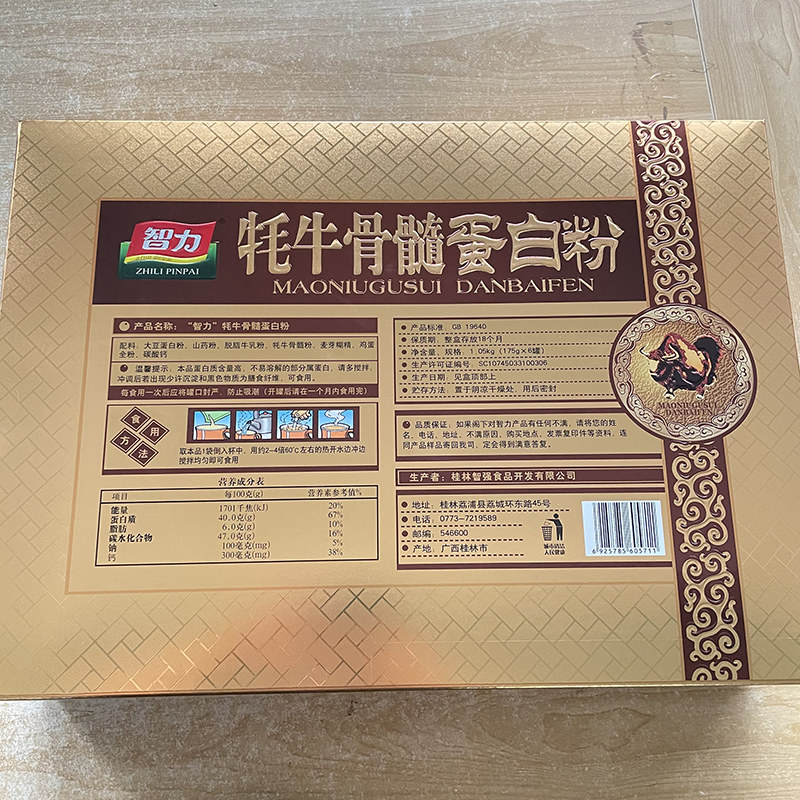 智力
ZHILI PINPAI
牦牛骨髓蛋白粉
MAONIUGUSUI DANBAIFEN
产品名称："智力"牦牛骨髓蛋白粉
配料：大豆蛋白粉、山药粉、脱脂牛乳粉、牦牛骨髓粉、麦芽糊精、鸡蛋
全粉、碳酸钙
温馨提示：本品蛋白质含量高，不易溶解的部分属蛋白，请多搅拌，
冲调后若出现少许沉淀和黑色物质为膳食纤维，可食用。
每食用一次后应将罐口封严，防止吸潮（开罐后请在一个月内食用完）
食用
方法
取本品1袋倒入杯中，用约2-4倍60℃左右的热开水边冲边
搅拌均匀即可食用
营养成分表
项目 每100克(g) 营养素参考值%
能量 1701千焦(kJ) 20%
蛋白质 40.0克(g) 67%
脂肪 6.0克(g) 10%
碳水化合物 47.0克(g) 16%
钠 100毫克(mg) 5%
钙 300毫克(mg) 38%
产品标准：GB 19640
保质期：整盒存放18个月
净含量、规格：1.05kg（175g×6罐）
生产许可证编号：SC10745033100306
生产日期：见盒顶部上
贮存方法：置于阴凉干燥处，用后密封
品质保证：如果阁下对智力产品有任何不满，请将您的姓
名、电话、地址、不满原因、购买地点、发票复印件等资料，连
同产品样品寄回我司，定会得到满意答复。
生产者：桂林智强食品开发有限公司
地址：桂林荔浦县荔城环东路45号
电话：0773-7219589
邮编：546600
产地：广西桂林市
城市清洁
人民健康
6 925785 605711
MAONIUGUSUI
DANBAIFEN